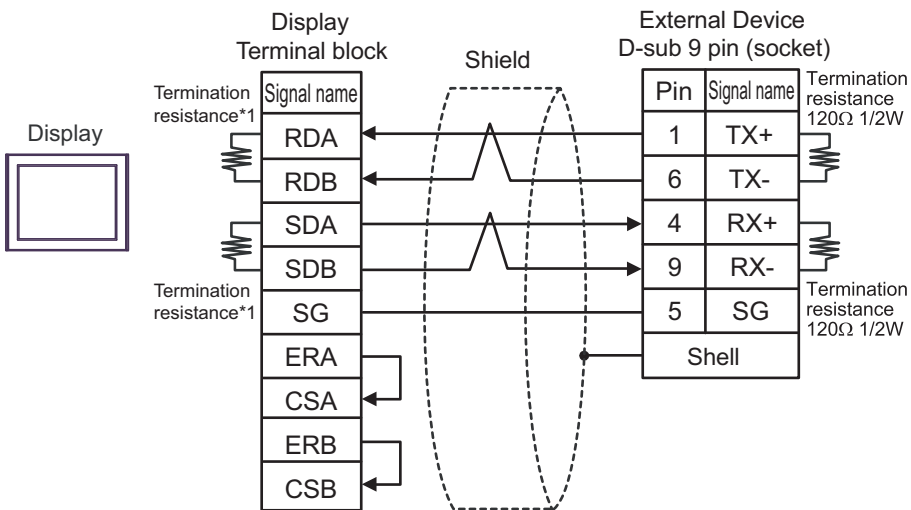 Display
Display
Terminal block
Termination
resistance*1
Signal name
RDA
RDB
SDA
SDB
SG
ERA
CSA
ERB
CSB
Termination
resistance*1
Shield
External Device
D-sub 9 pin (socket)
Pin Signal name
1 TX+
6 TX-
4 RX+
9 RX-
5 SG
Shell
Termination
resistance
120Ω 1/2W
Termination
resistance
120Ω 1/2W